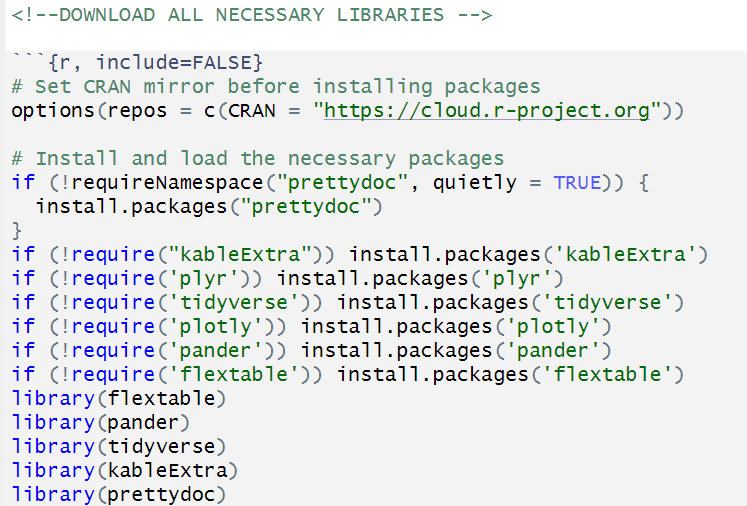 <!--DOWNLOAD ALL NECESSARY LIBRARIES -->
```{r, include=FALSE}
# Set CRAN mirror before installing packages
options(repos = c(CRAN = "https://cloud.r-project.org"))
# Install and load the necessary packages
if (!requireNamespace("prettydoc", quietly = TRUE)) {
  install.packages("prettydoc")
}
if (!require("kableExtra")) install.packages('kableExtra')
if (!require('plyr')) install.packages('plyr')
if (!require('tidyverse')) install.packages('tidyverse')
if (!require('plotly')) install.packages('plotly')
if (!require('pander')) install.packages('pander')
if (!require('flextable')) install.packages('flextable')
library(flextable)
library(pander)
library(tidyverse)
library(kableExtra)
library(prettydoc)